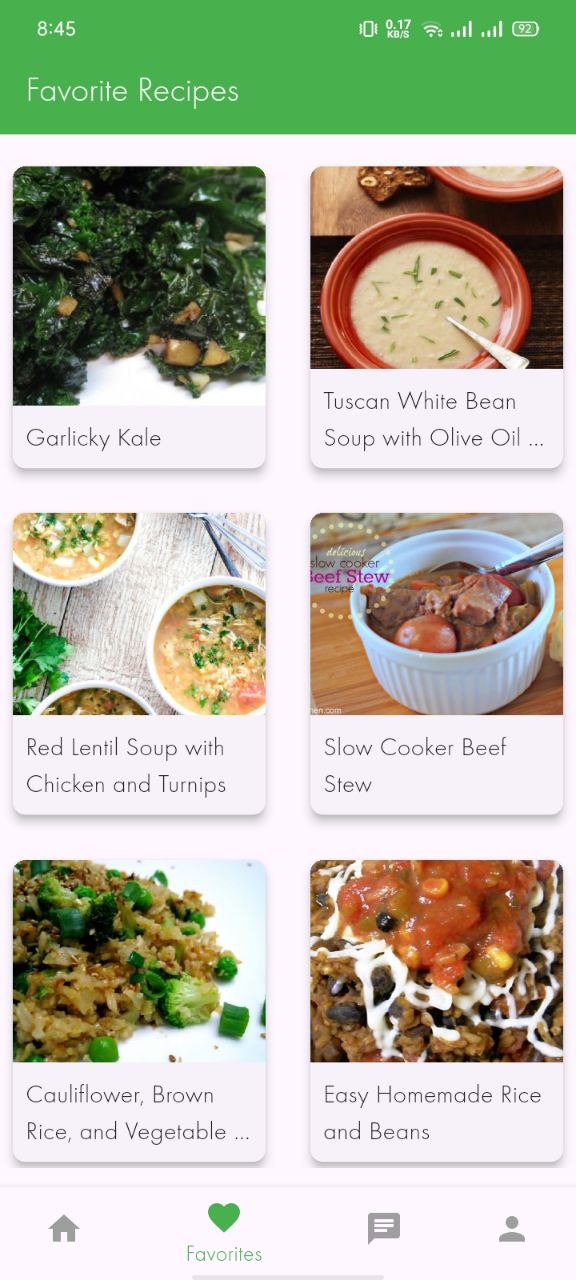 8:45
0.17
KB/S
92
Favorite Recipes
Garlicky Kale
Tuscan White Bean
Soup with Olive Oil ...
delicious
slow cooker
Beef Stew
recipe
hen.com
Red Lentil Soup with
Chicken and Turnips
Slow Cooker Beef
Stew
Cauliflower, Brown
Rice, and Vegetable ...
Easy Homemade Rice
and Beans
Favorites